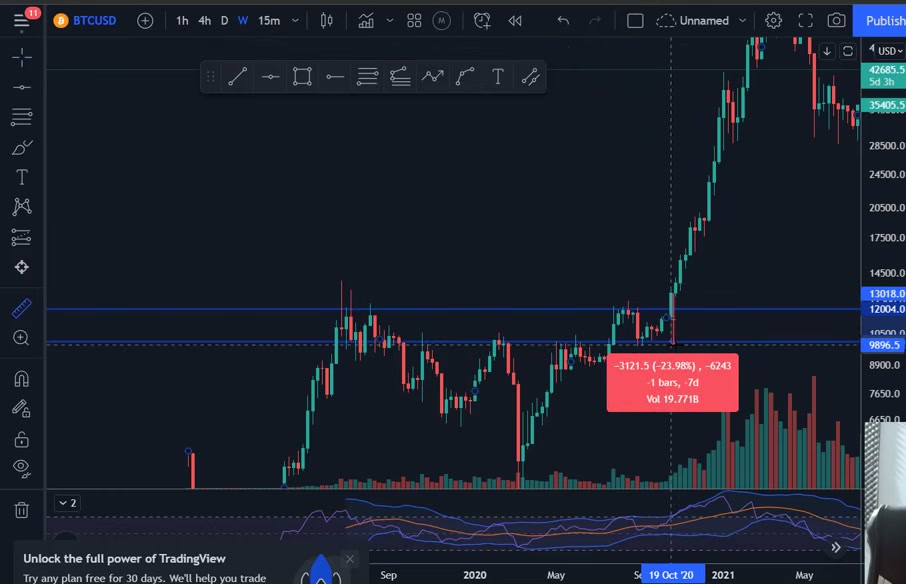 11
BTCUSD
1h 4h D W 15m
M
Unnamed
Publish
T
T
USD
42685.5
5d 3h
35405.5
28500.0
24500.0
20500.0
17500.0
14500.0
13018.0
12004.0
9896.5
8900.0
7650.0
6650.0
−3121.5 (−23.98%) , −6243
-1 bars, -7d
Vol 19.771B
2
Unlock the full power of TradingView
Try any plan free for 30 days. We'll help you trade
Sep 2020 May 19 Oct '20 2021 May